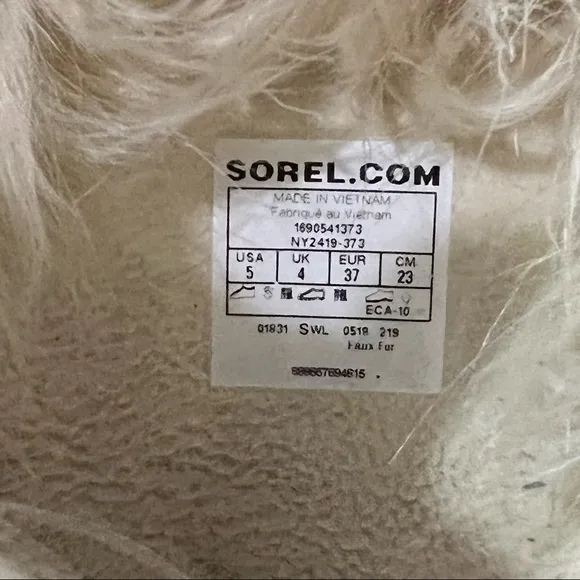 SOREL.COM
MADE IN VIETNAM
Fabriqué au Vietnam
1690541373
NY2419-373
USA UK EUR CM
5 4 37 23
ECA-10
01831 SWL 0519 219
Faux Fur